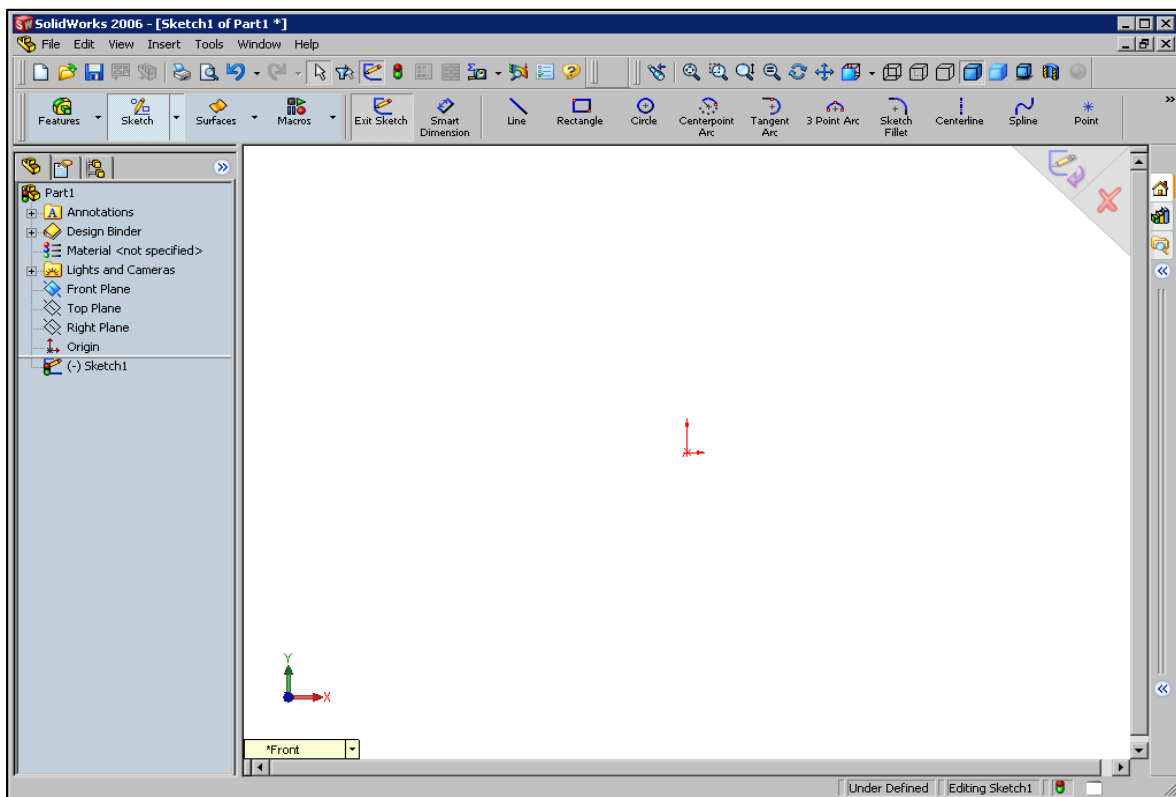 SolidWorks 2006 - [Sketch1 of Part1 *]
File Edit View Insert Tools Window Help
Features Sketch Surfaces Macros Exit Sketch Smart Dimension Line Rectangle Circle Centerpoint Arc Tangent Arc 3 Point Arc Sketch Fillet Centerline Spline Point
Part1
A Annotations
Design Binder
Material <not specified>
Lights and Cameras
Front Plane
Top Plane
Right Plane
Origin
(-) Sketch1
Y
X
*Front
Under Defined Editing Sketch1